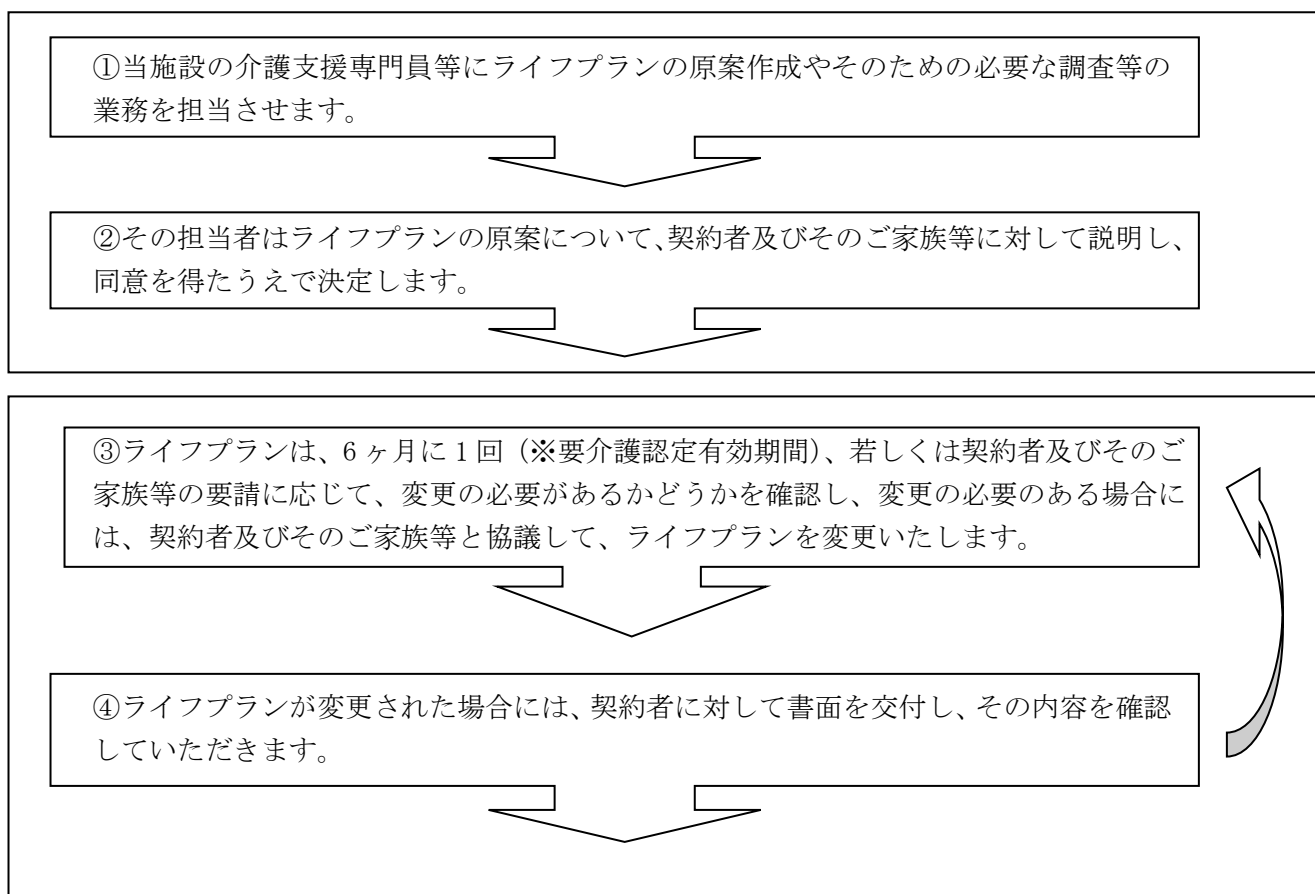 ①当施設の介護支援専門員等にライフプランの原案作成やそのための必要な調査等の
業務を担当させます。
②その担当者はライフプランの原案について、契約者及びそのご家族等に対して説明し、
同意を得たうえで決定します。
③ライフプランは、6ヶ月に1回（※要介護認定有効期間）、若しくは契約者及びそのご
家族等の要請に応じて、変更の必要があるかどうかを確認し、変更の必要のある場合に
は、契約者及びそのご家族等と協議して、ライフプランを変更いたします。
④ライフプランが変更された場合には、契約者に対して書面を交付し、その内容を確認
していただきます。